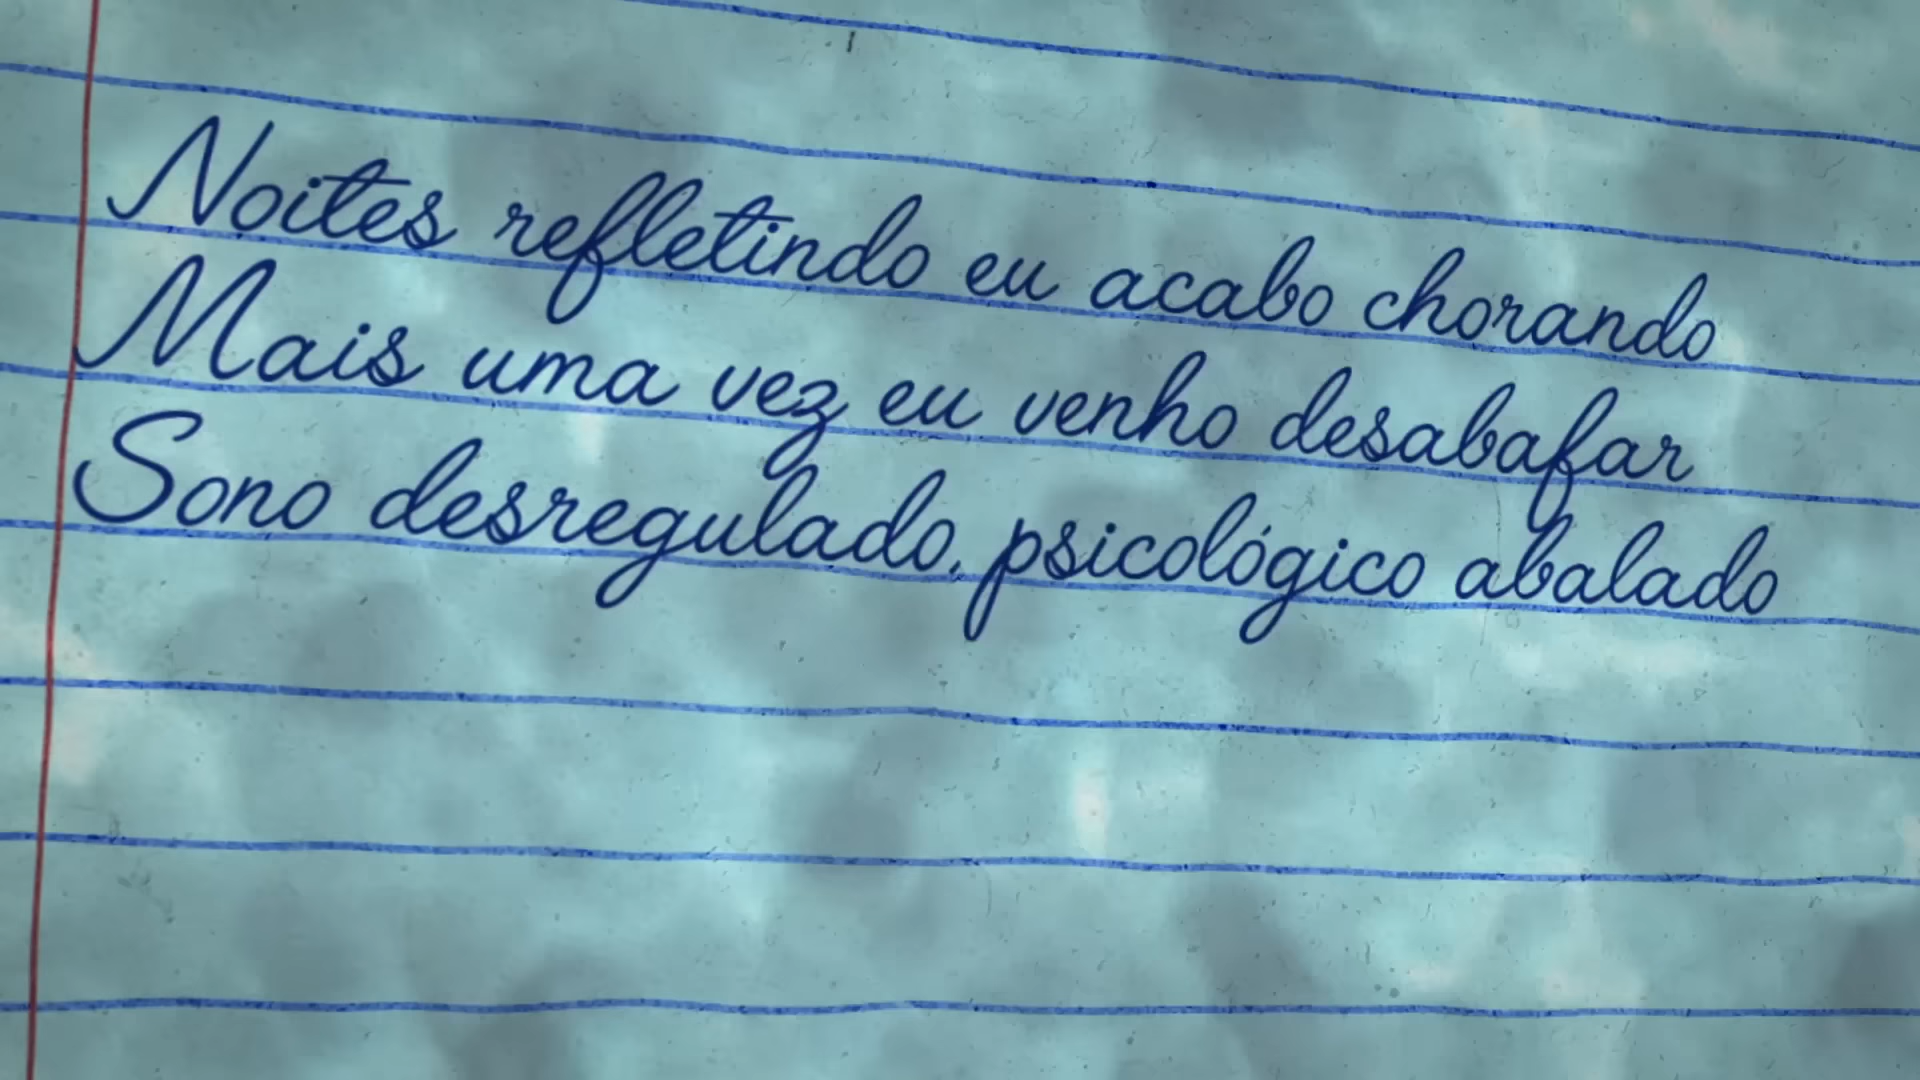 Noites refletindo eu acabo chorando
Mais uma vez eu venho desabafar
Sono desregulado, psicológico abalado